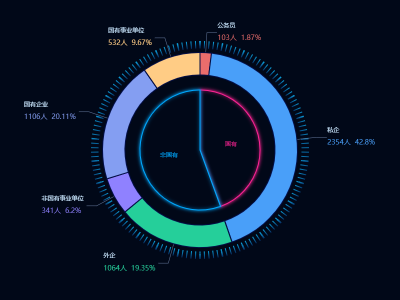 公务员
103人 1.87%
国有事业单位
532人 9.67%
国有企业
1106人 20.11%
私企
2354人 42.8%
国有
非国有
非国有事业单位
341人 6.2%
外企
1064人 19.35%